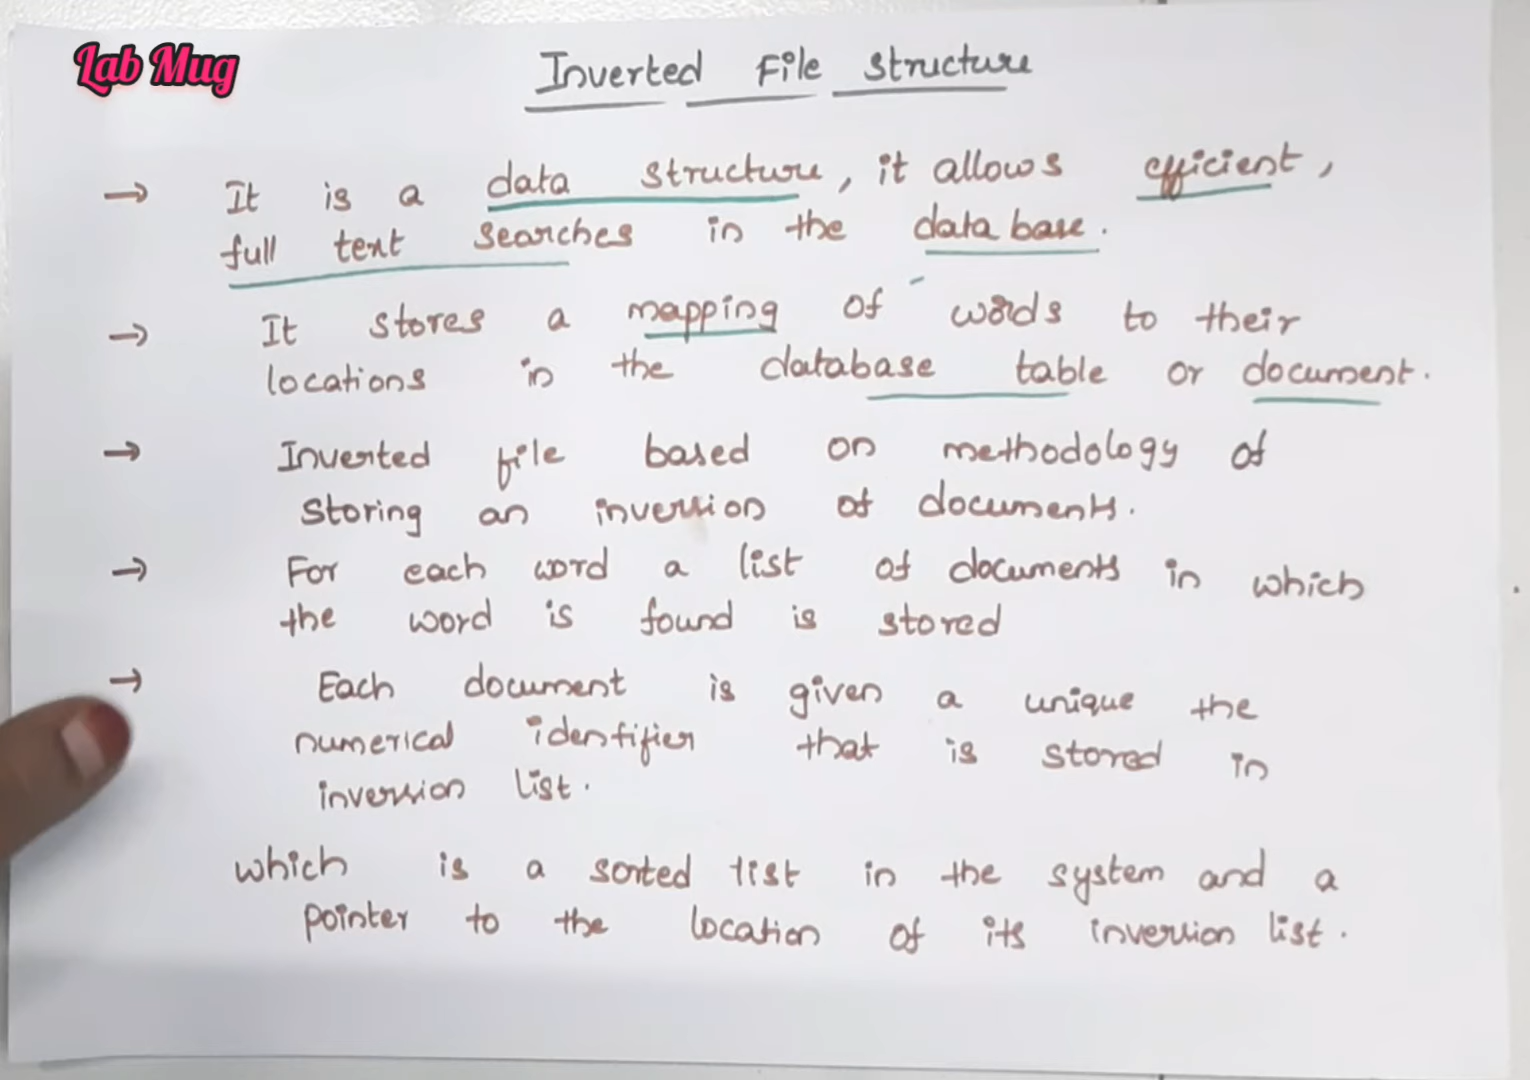 Lab Mug
Inverted File Structure
→ It is a data structure, it allows efficient,
full text searches in the data base.
→ It stores a mapping of words to their
locations in the database table or document.
→ Inverted file based on methodology of
storing an inversion of documents.
→ For each word a list of documents in which
the word is found is stored
→ Each document is given a unique the
numerical identifier that is stored in
inversion list.
which is a sorted list in the system and a
pointer to the location of its inversion list.